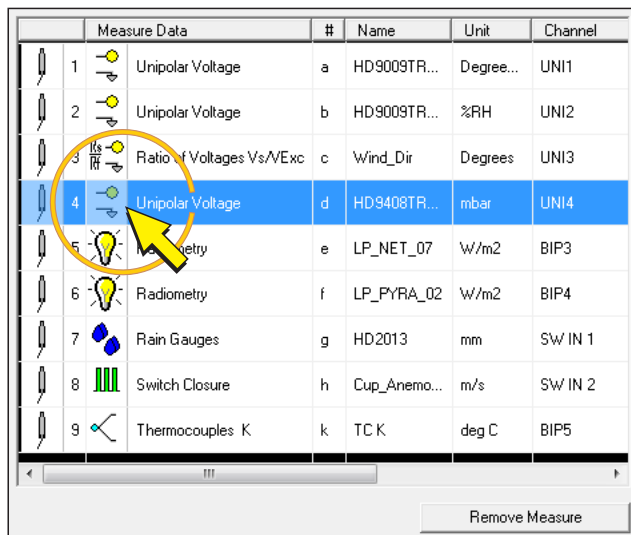 Measure Data # Name Unit Channel
1 Unipolar Voltage a HD9009TR... Degree... UNI1
2 Unipolar Voltage b HD9009TR... %RH UNI2
3 Rs Rf Ratio of Voltages Vs/VExc c Wind_Dir Degrees UNI3
4 Unipolar Voltage d HD9408TR... mbar UNI4
5 e LP_NET_07 W/m2 BIP3
6 Radiometry f LP_PYRA_02 W/m2 BIP4
7 Rain Gauges g HD2013 mm SW IN 1
8 Switch Closure h Cup_Anemo... m/s SW IN 2
9 Thermocouples K k TC K deg C BIP5
Remove Measure